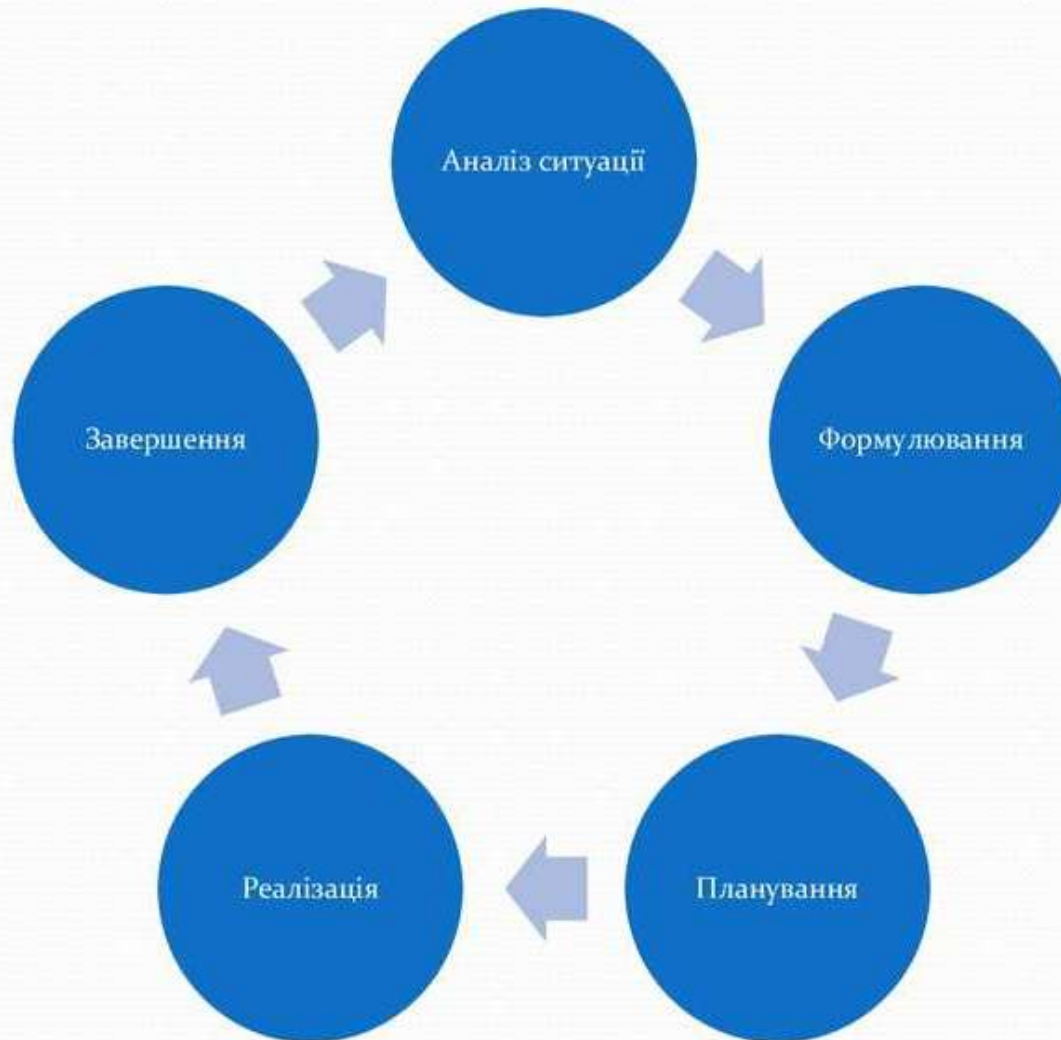 Аналіз ситуації
Формулювання
Планування
Реалізація
Завершення